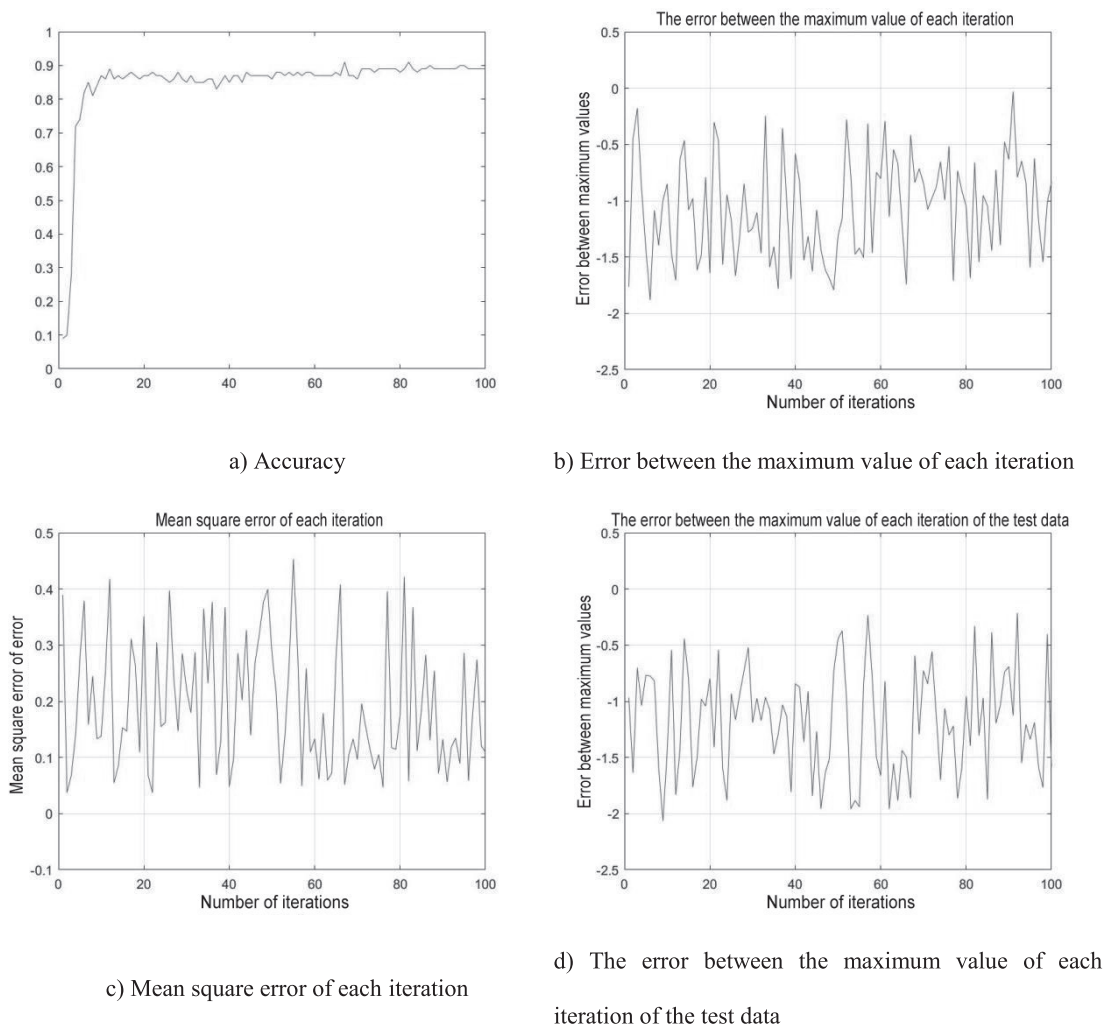 1
0.9
0.8
0.7
0.6
0.5
0.4
0.3
0.2
0.1
0
0 20 40 60 80 100
a) Accuracy
The error between the maximum value of each iteration
Error between maximum values
0.5
0
-0.5
-1
-1.5
-2
-2.5
0 20 40 60 80 100
Number of iterations
b) Error between the maximum value of each iteration
Mean square error of each iteration
Mean square error of error
0.5
0.4
0.3
0.2
0.1
0
-0.1
0 20 40 60 80 100
Number of iterations
c) Mean square error of each iteration
The error between the maximum value of each iteration of the test data
Error between maximum values
0.5
0
-0.5
-1
-1.5
-2
-2.5
0 20 40 60 80 100
Number of iterations
d) The error between the maximum value of each
iteration of the test data